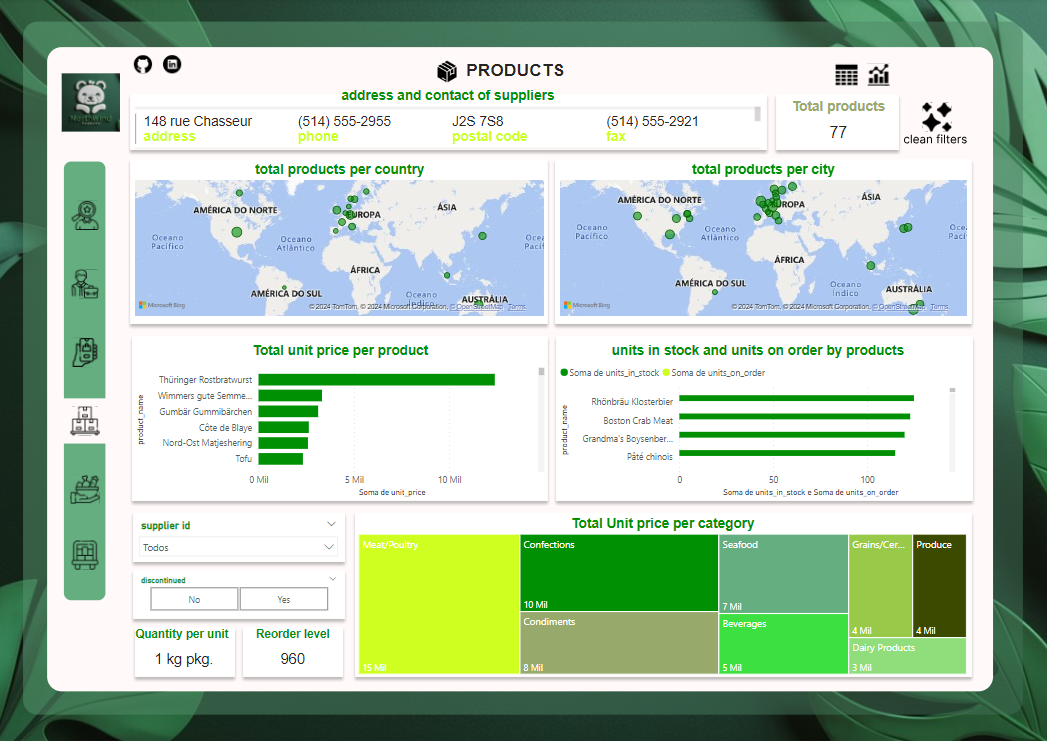 PRODUCTS
address and contact of suppliers
148 rue Chasseur
address
(514) 555-2955
phone
J2S 7S8
postal code
(514) 555-2921
fax
Total products
77
clean filters
total products per country
AMÉRICA DO NORTE
EUROPA
ÁSIA
Oceano Pacífico
Oceano Atlântico
ÁFRICA
AMÉRICA DO SUL
Oceano Índico
AUSTRÁLIA
Microsoft Bing
© 2024 TomTom, © 2024 Microsoft Corporation, © OpenStreetMap Terms
total products per city
AMÉRICA DO NORTE
ÁSIA
Oceano Pacífico
Oceano Atlântico
ÁFRICA
AMÉRICA DO SUL
Oceano Índico
AUSTRÁLIA
Microsoft Bing
© 2024 TomTom, © 2024 Microsoft Corporation, © OpenStreetMap Terms
Total unit price per product
product_name
Thüringer Rostbratwurst
Wimmers gute Semme...
Gumbär Gummibärchen
Côte de Blaye
Nord-Ost Matjeshering
Tofu
0 Mil 5 Mil 10 Mil
Soma de unit_price
units in stock and units on order by products
Soma de units_in_stock Soma de units_on_order
product_name
Rhönbräu Klosterbier
Boston Crab Meat
Grandma's Boysenber...
Pâté chinois
0 50 100
Soma de units_in_stock e Soma de units_on_order
supplier id
Todos
discontinued
No Yes
Quantity per unit
1 kg pkg.
Reorder level
960
Total Unit price per category
Meat/Poultry
15 Mil
Confections
10 Mil
Condiments
8 Mil
Seafood
7 Mil
Beverages
5 Mil
Grains/Cer...
4 Mil
Produce
4 Mil
Dairy Products
3 Mil